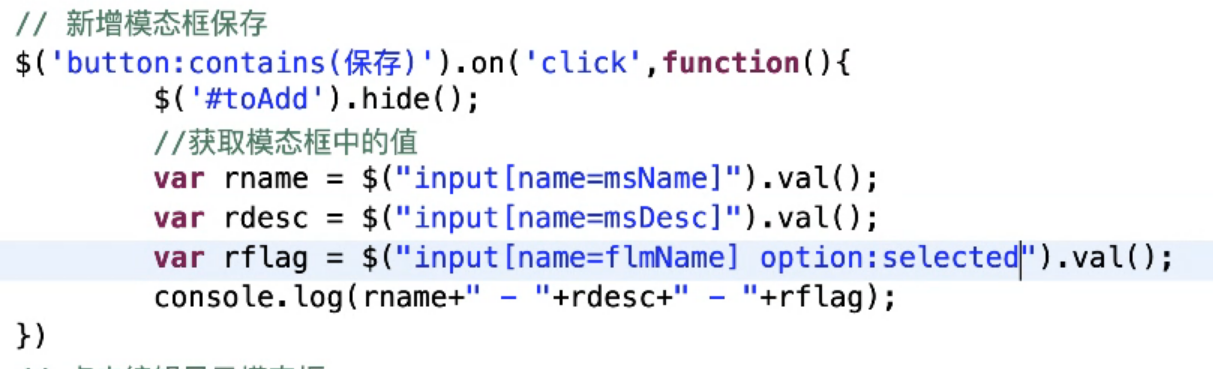 // 新增模态框保存
$('button:contains(保存)').on('click',function(){
$('#toAdd').hide();
//获取模态框中的值
var rname = $("input[name=msName]").val();
var rdesc = $("input[name=msDesc]").val();
var rflag = $("input[name=flmName] option:selected").val();
console.log(rname+" - "+rdesc+" - "+rflag);
})